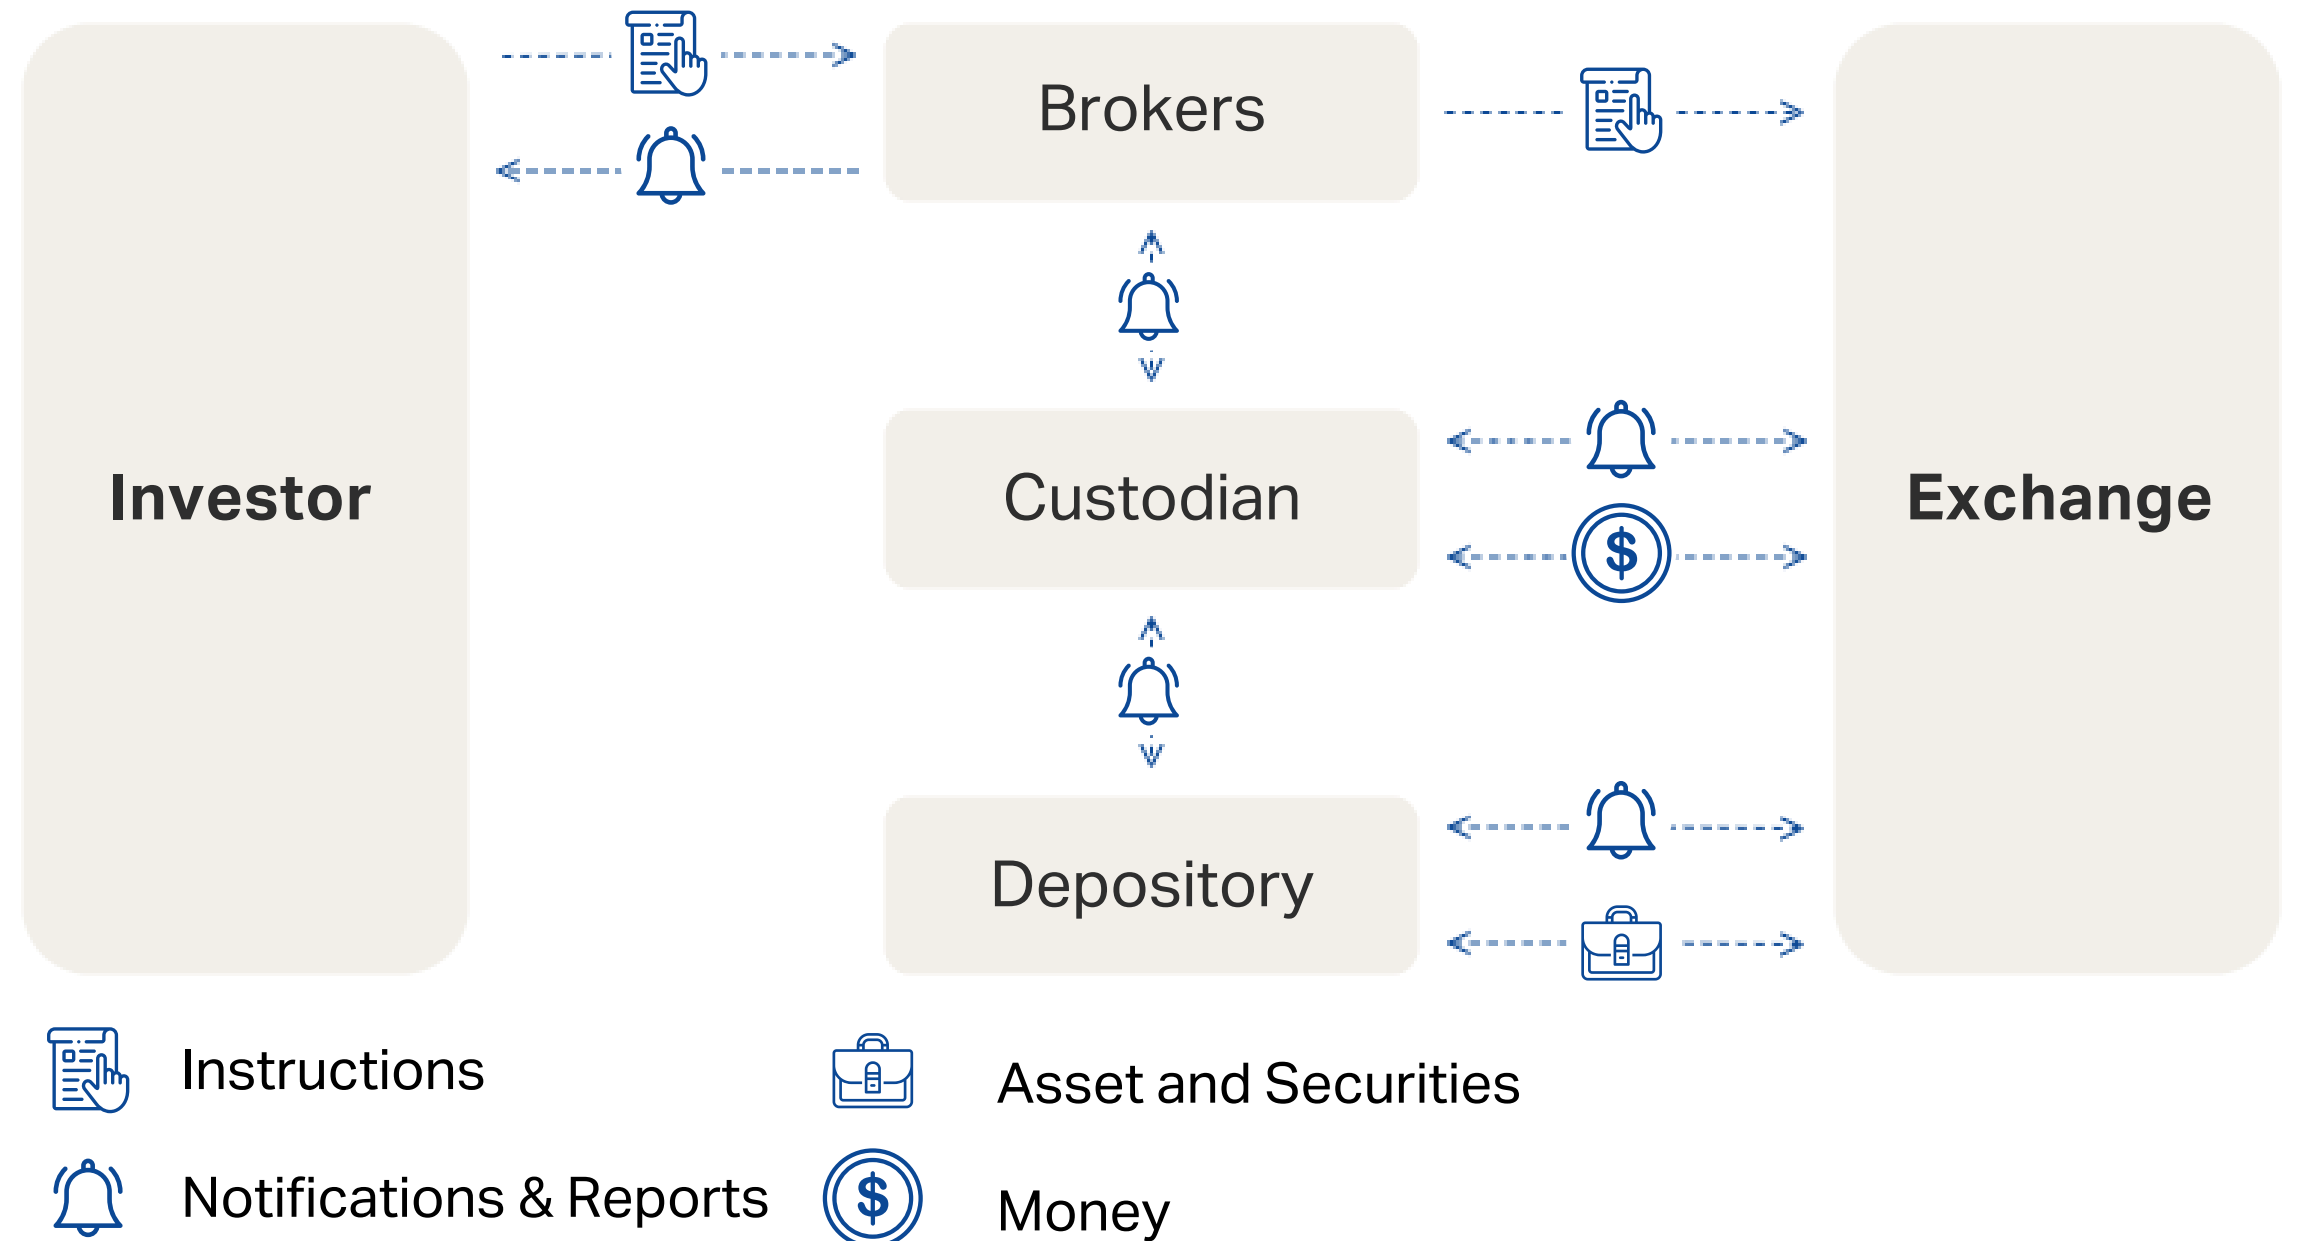 Brokers
Investor
Custodian
Exchange
$
Depository
Instructions
Asset and Securities
Notifications & Reports
$
Money